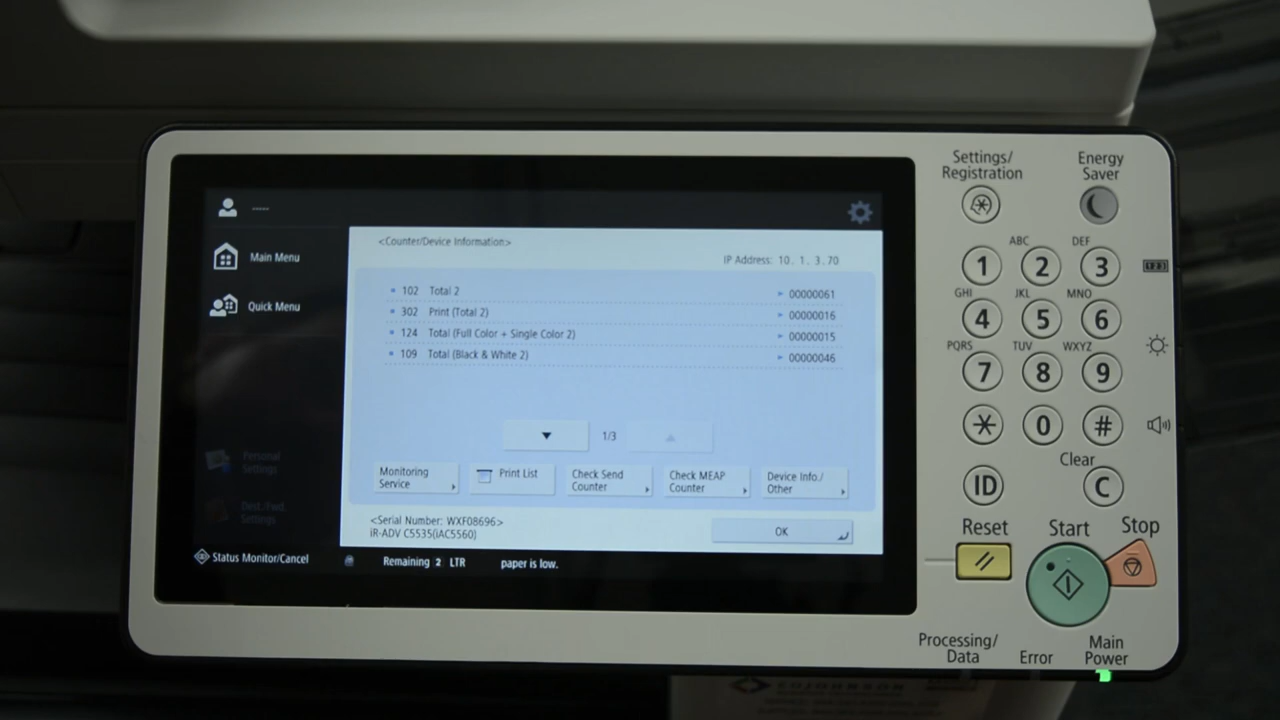 -----
Main Menu
Quick Menu
Personal
Settings
Dest./Fwd.
Settings
Status Monitor/Cancel
<Counter/Device Information>
IP Address: 10. 1. 3.70
102 Total 2 00000061
302 Print (Total 2) 00000016
124 Total (Full Color + Single Color 2) 00000015
109 Total (Black & White 2) 00000046
1/3
Monitoring
Service
Print List
Check Send
Counter
Check MEAP
Counter
Device Info./
Other
<Serial Number: WXF08696>
iR-ADV C5535(iAC5560)
OK
Remaining 2 LTR paper is low.
Settings/
Registration
Energy
Saver
ABC DEF
1 2 3
GHI JKL MNO
4 5 6
PQRS TUV WXYZ
7 8 9
* 0 #
Clear
ID C
Reset Start Stop
Processing/
Data
Error
Main
Power